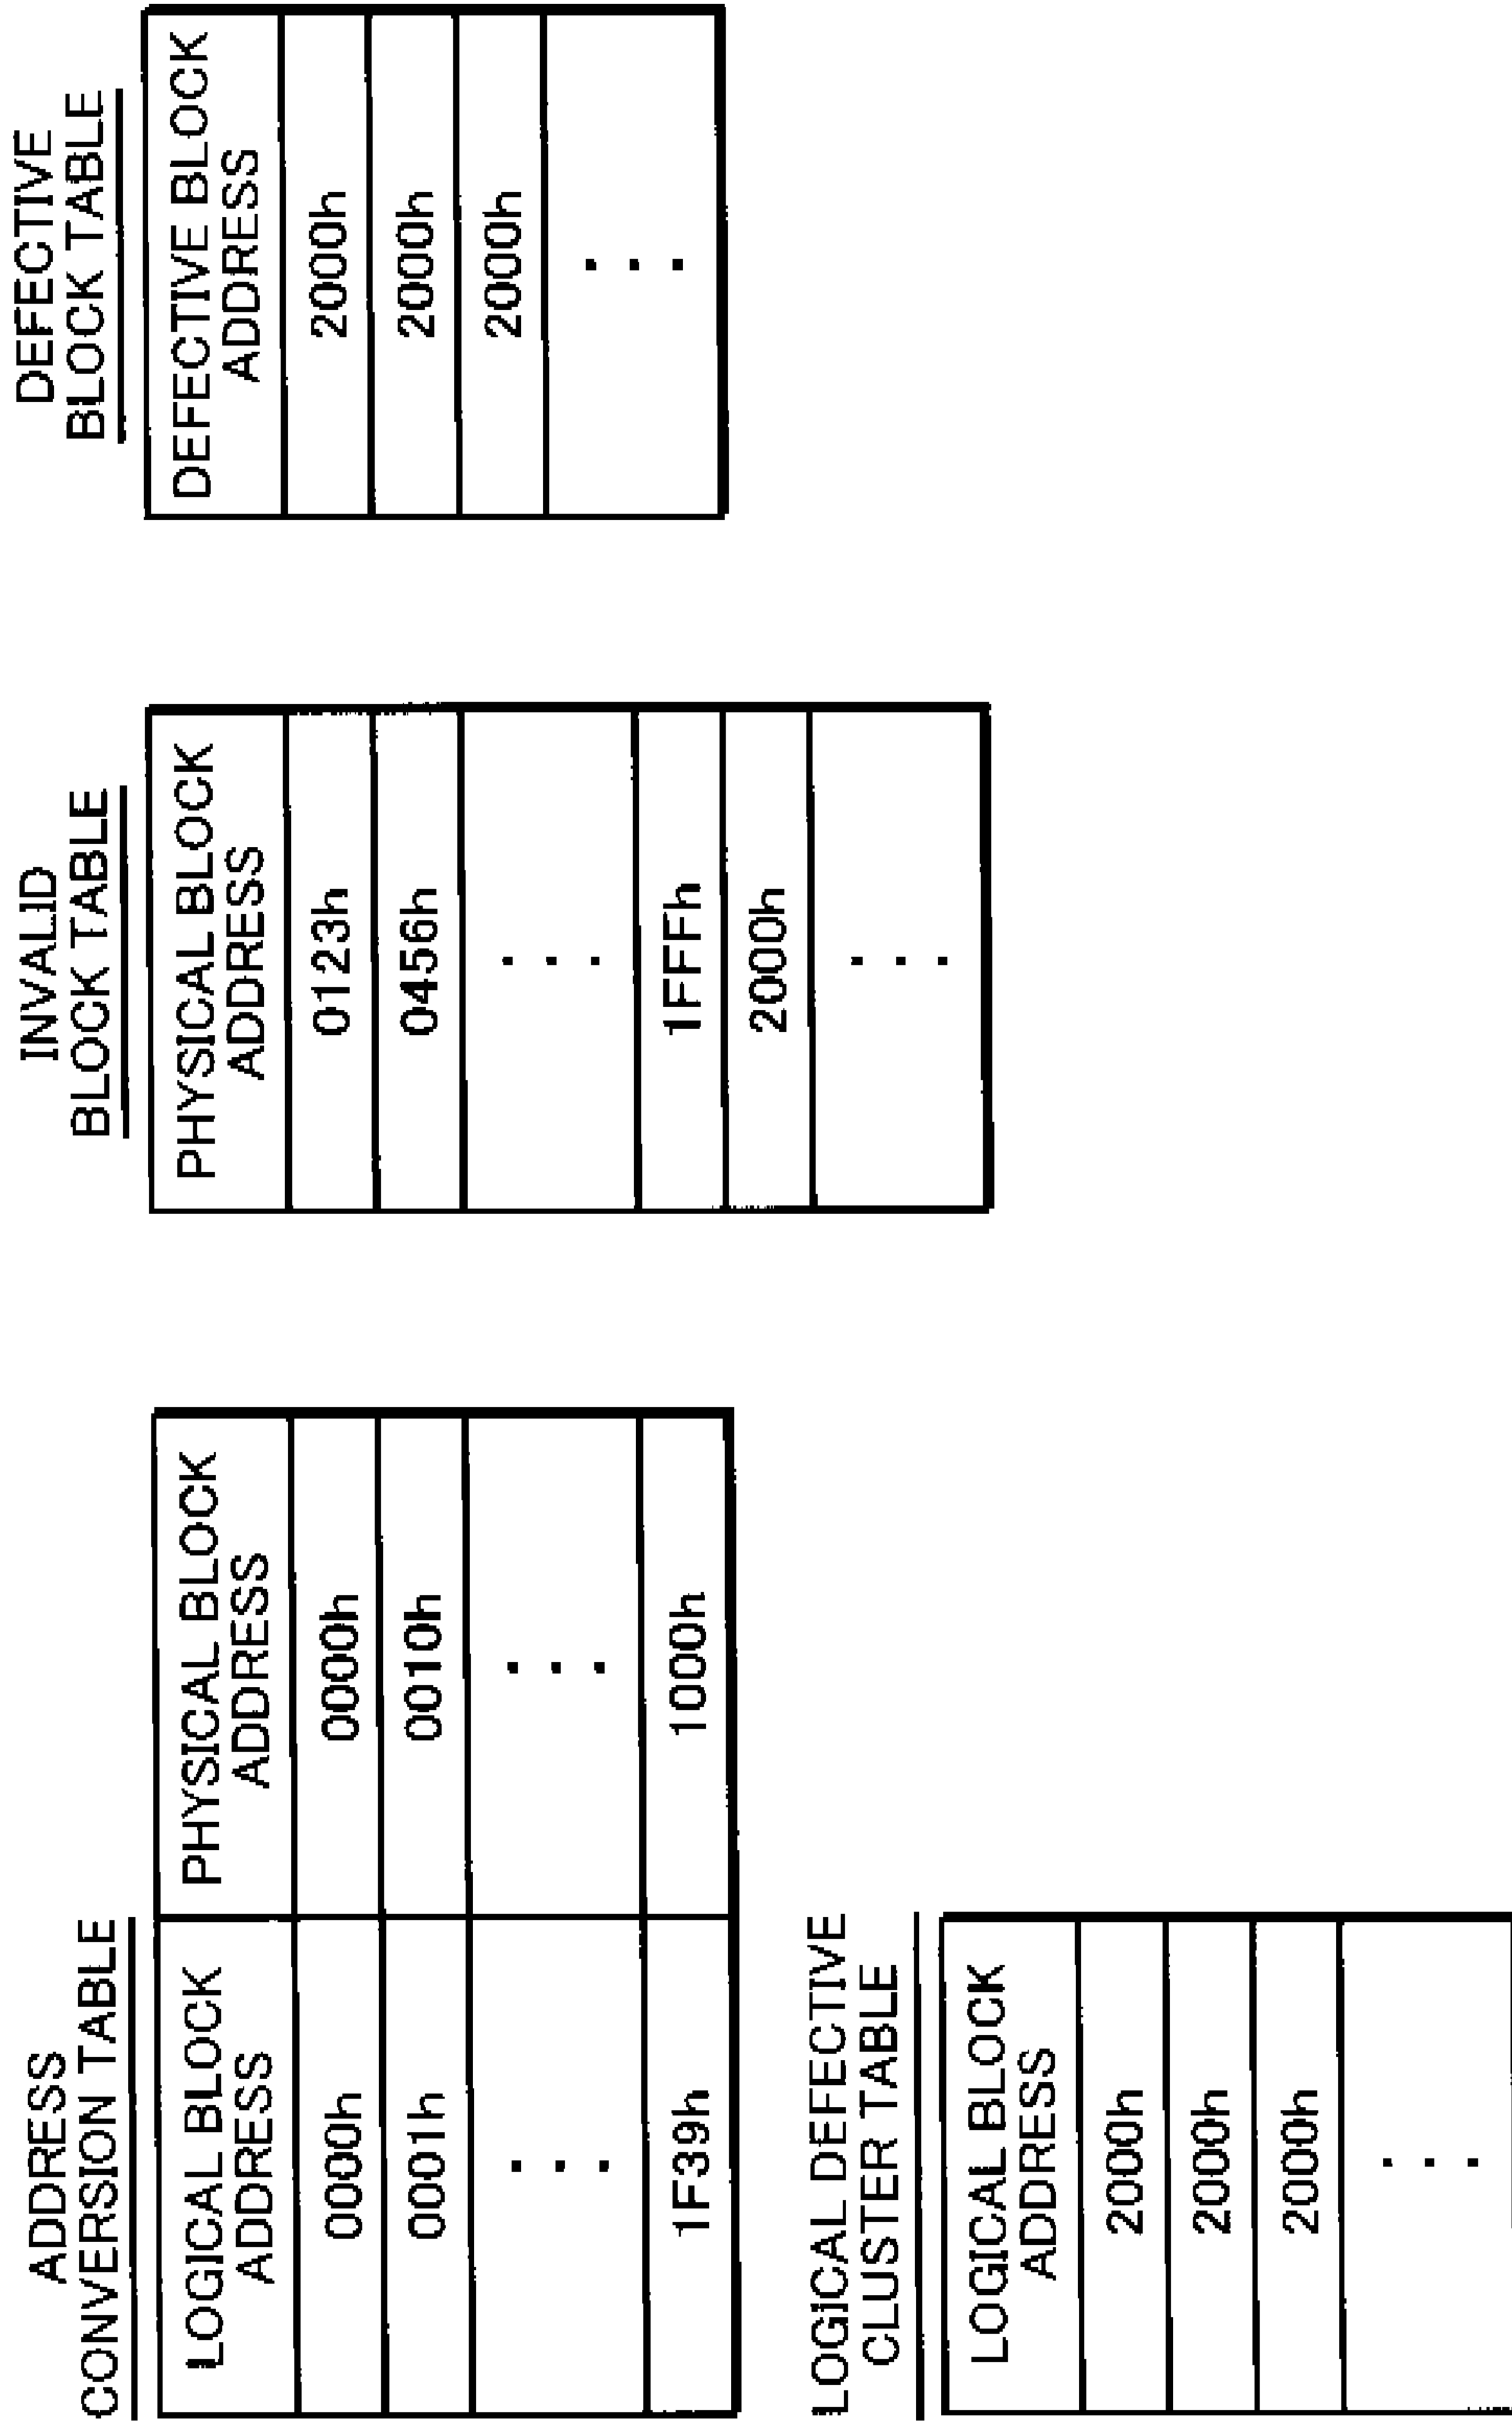 ADDRESS
CONVERSION TABLE
LOGICAL BLOCK
ADDRESS
PHYSICAL BLOCK
ADDRESS
0000h
0000h
0001h
0010h
. . .
. . .
1F39h
1000h
LOGICAL DEFECTIVE
CLUSTER TABLE
LOGICAL BLOCK
ADDRESS
2000h
2000h
2000h
. . .
INVALID
BLOCK TABLE
PHYSICAL BLOCK
ADDRESS
0123h
0456h
. . .
1FFFh
2000h
. . .
DEFECTIVE
BLOCK TABLE
DEFECTIVE BLOCK
ADDRESS
2000h
2000h
2000h
. . .